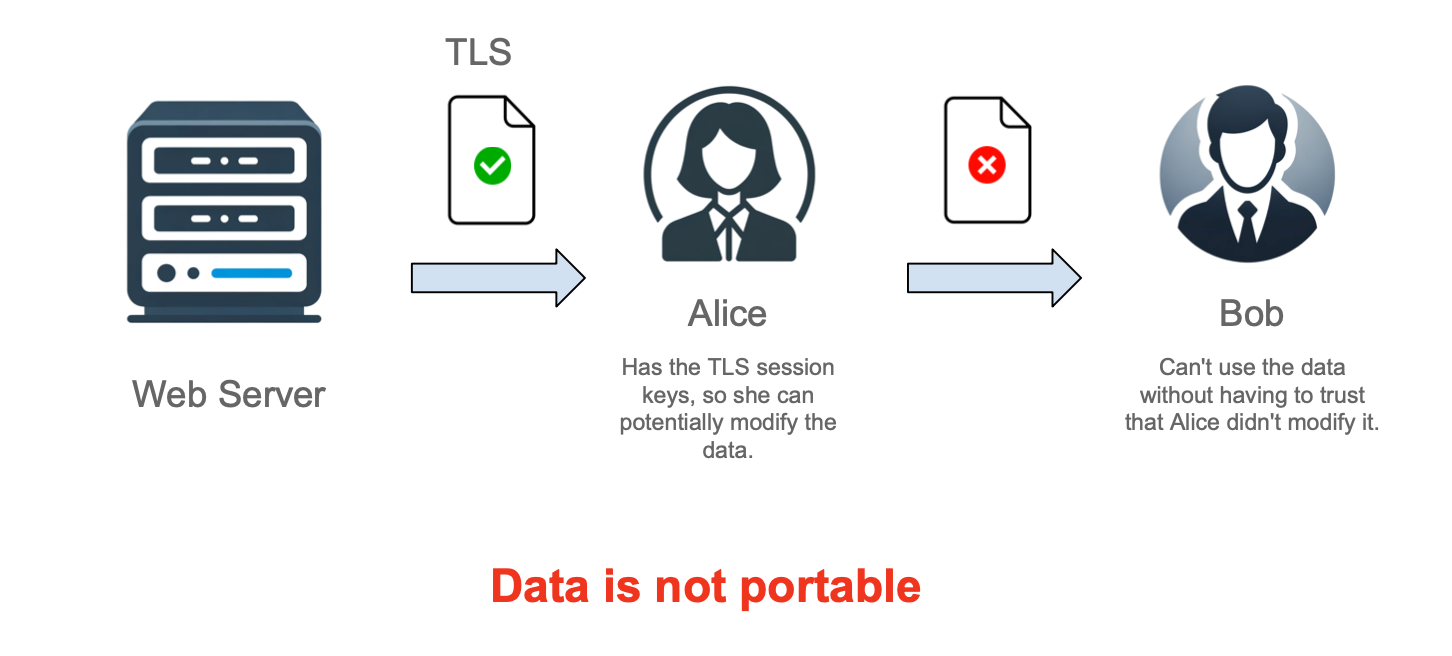 TLS
Web Server
Alice
Has the TLS session
keys, so she can
potentially modify the
data.
Bob
Can't use the data
without having to trust
that Alice didn't modify it.
Data is not portable